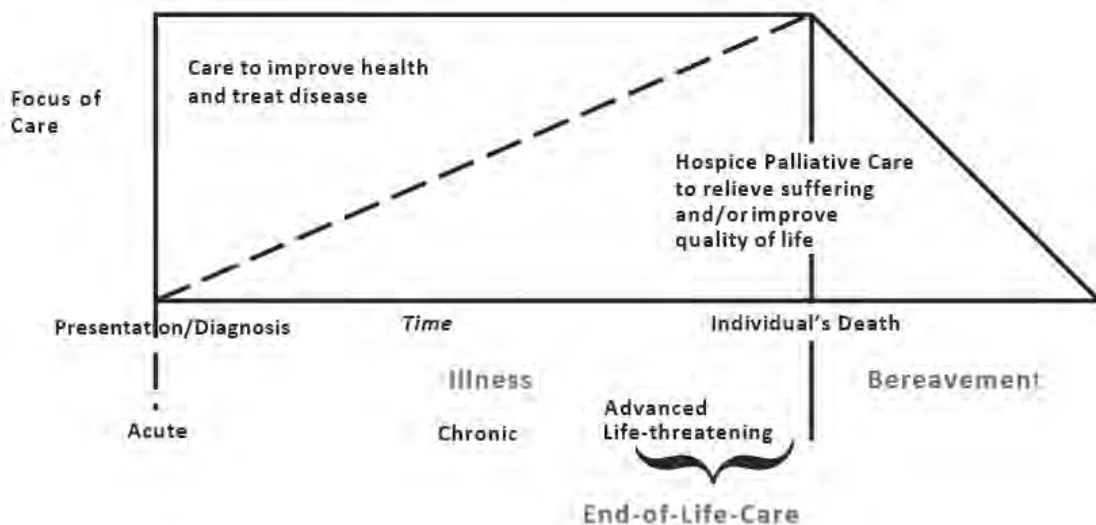 Care to improve health
and treat disease
Focus of
Care
Hospice Palliative Care
to relieve suffering
and/or improve
quality of life
Presentation/Diagnosis
Time
Individual's Death
Illness
Bereavement
Acute
Chronic
Advanced
Life-threatening
End-of-Life-Care